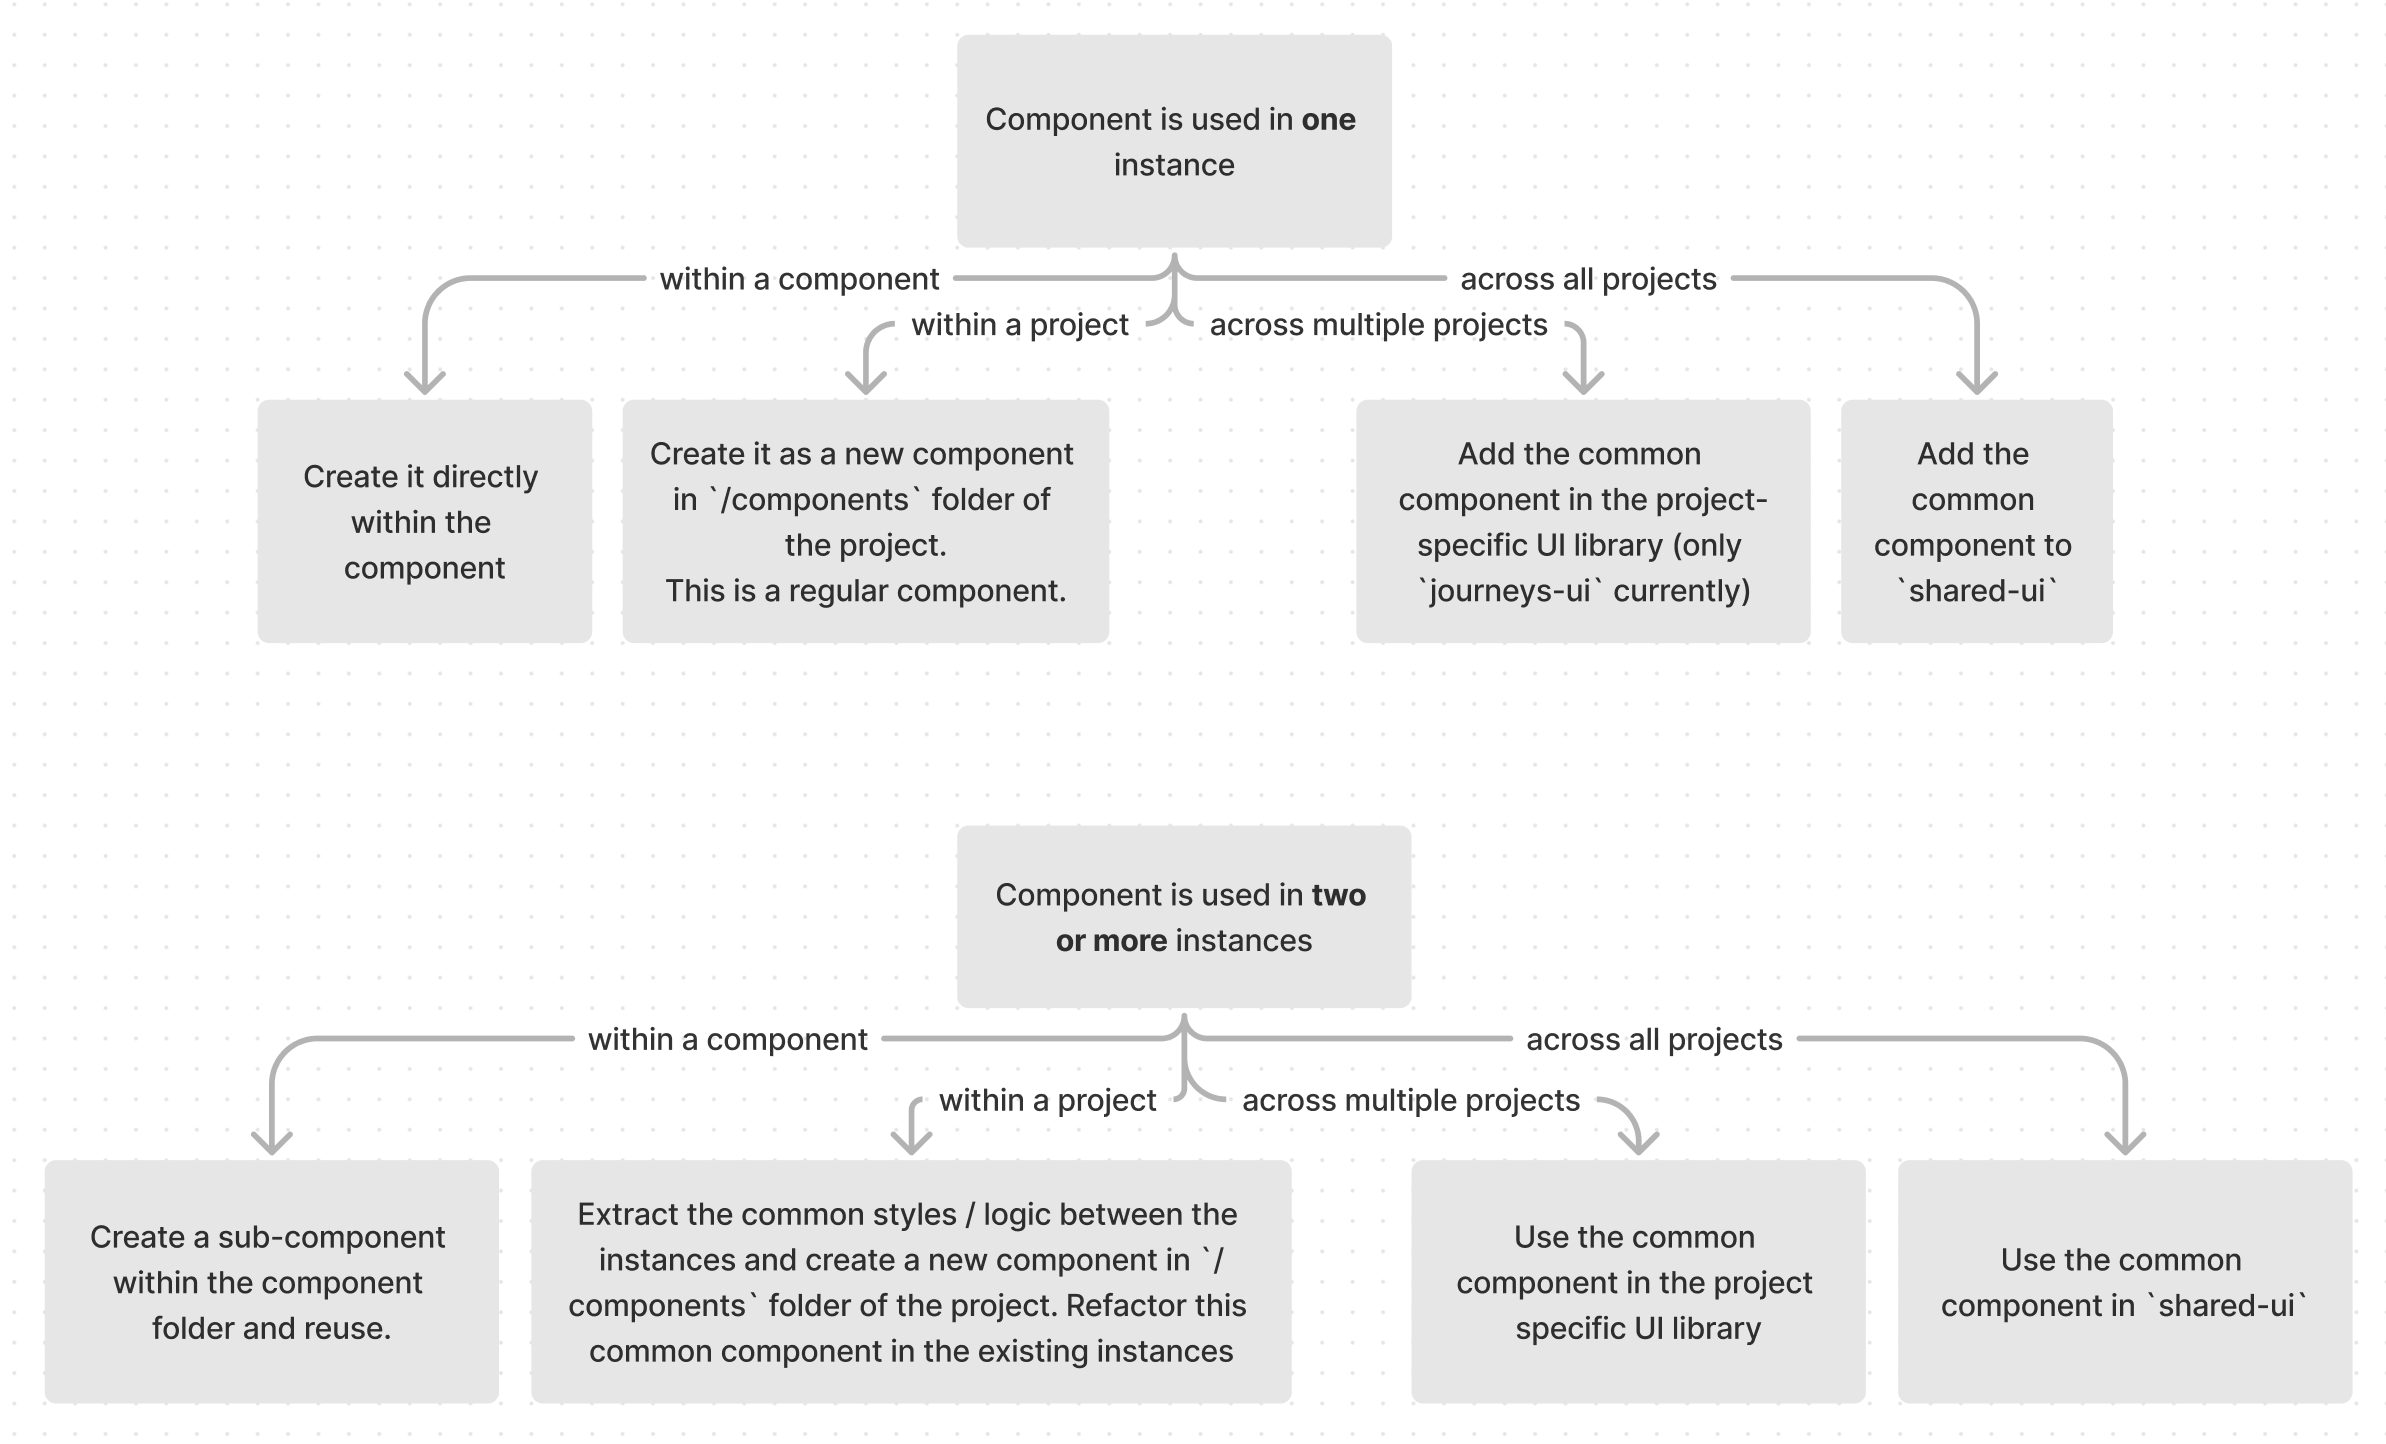 Component is used in one
instance
within a component
across all projects
within a project
across multiple projects
Create it directly
within the
component
Create it as a new component
in `/components` folder of
the project.
This is a regular component.
Add the common
component in the project-
specific UI library (only
`journeys-ui` currently)
Add the
common
component to
`shared-ui`
Component is used in two
or more instances
within a component
across all projects
within a project
across multiple projects
Create a sub-component
within the component
folder and reuse.
Extract the common styles / logic between the
instances and create a new component in `/
components` folder of the project. Refactor this
common component in the existing instances
Use the common
component in the project
specific UI library
Use the common
component in `shared-ui`